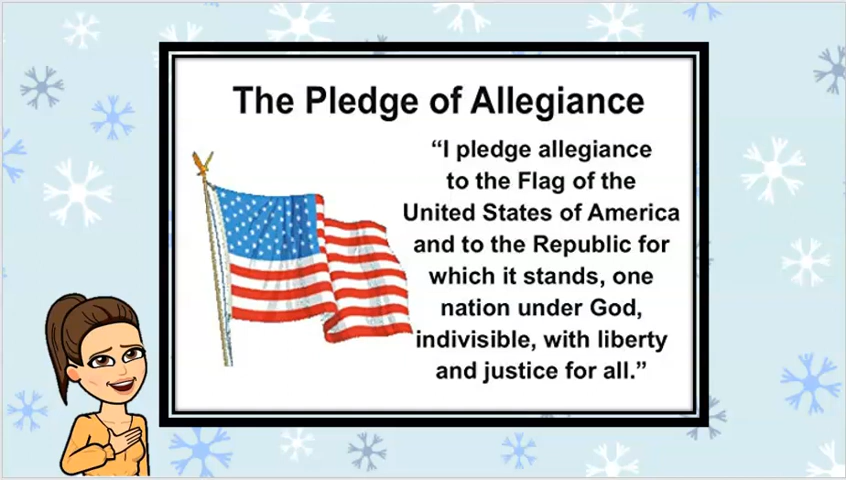 The Pledge of Allegiance
“I pledge allegiance
to the Flag of the
United States of America
and to the Republic for
which it stands, one
nation under God,
indivisible, with liberty
and justice for all.”